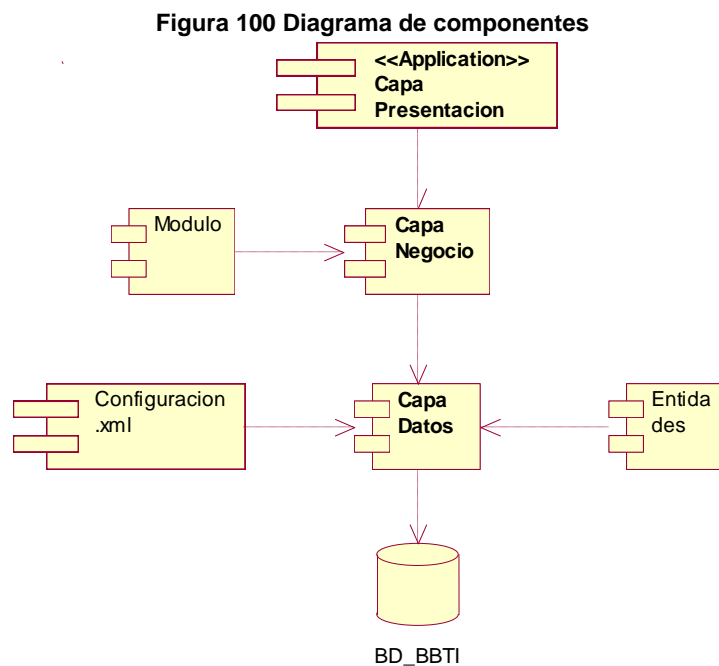 Figura 100 Diagrama de componentes
<<Application>>
Capa
Presentacion
Modulo
Capa
Negocio
Configuracion
.xml
Capa
Datos
Entida
des
BD_BBTI